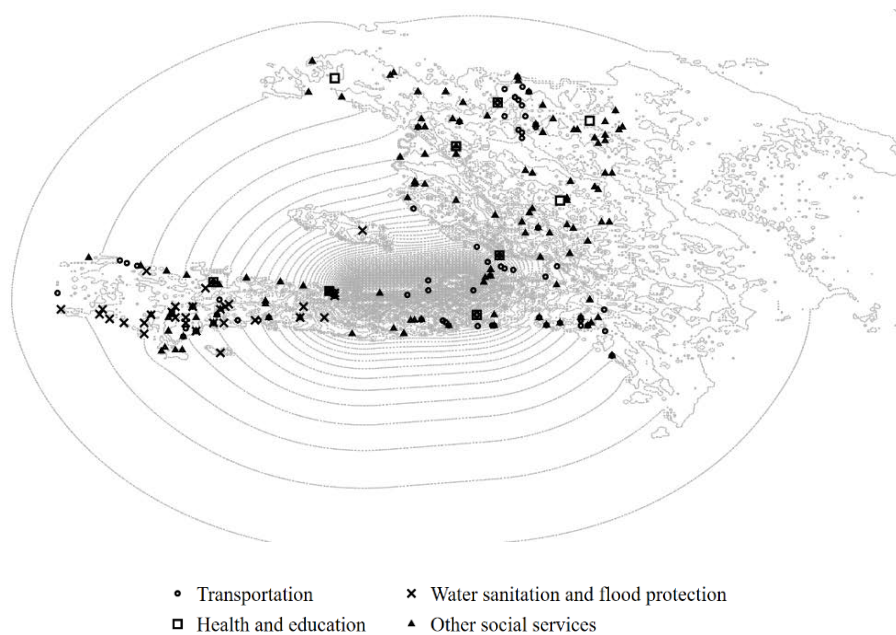 Transportation
Water sanitation and flood protection
Health and education
Other social services